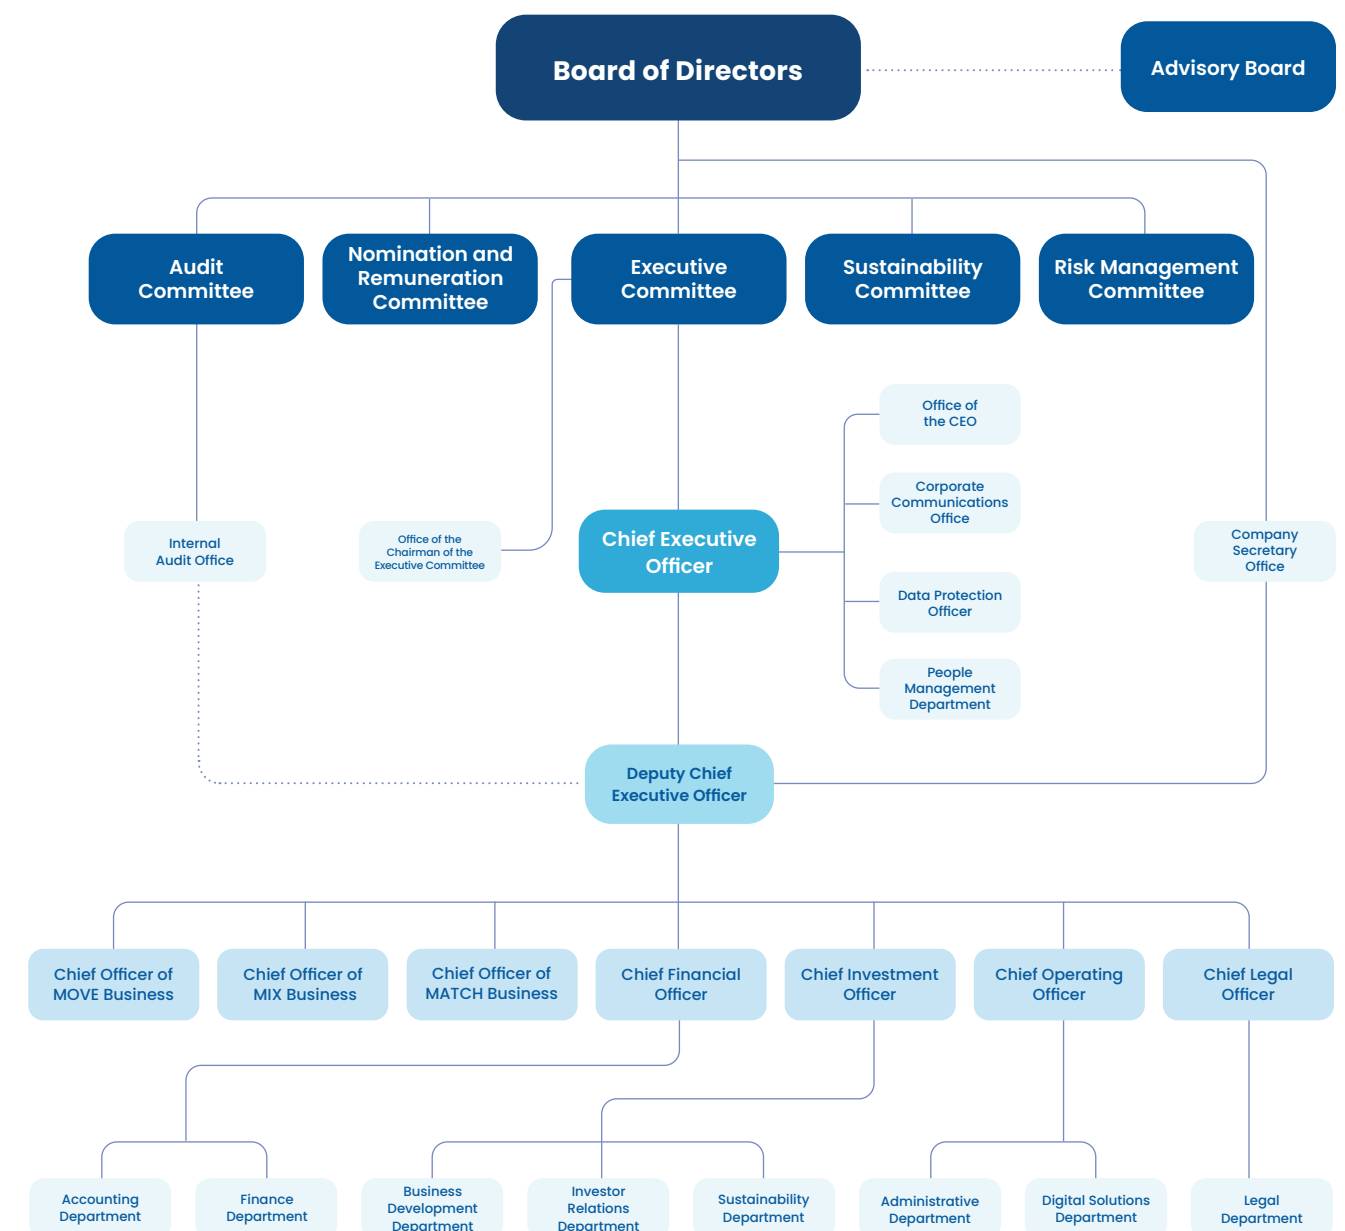 Board of Directors
Advisory Board
Audit
Committee
Nomination and
Remuneration
Committee
Executive
Committee
Sustainability
Committee
Risk Management
Committee
Office of
the CEO
Corporate
Communications
Office
Internal
Audit Office
Office of the
Chairman of the
Executive Committee
Chief Executive
Officer
Company
Secretary
Office
Data Protection
Officer
People
Management
Department
Deputy Chief
Executive Officer
Chief Officer of
MOVE Business
Chief Officer of
MIX Business
Chief Officer of
MATCH Business
Chief Financial
Officer
Chief Investment
Officer
Chief Operating
Officer
Chief Legal
Officer
Accounting
Department
Finance
Department
Business
Development
Department
Investor
Relations
Department
Sustainability
Department
Administrative
Department
Digital Solutions
Department
Legal
Department